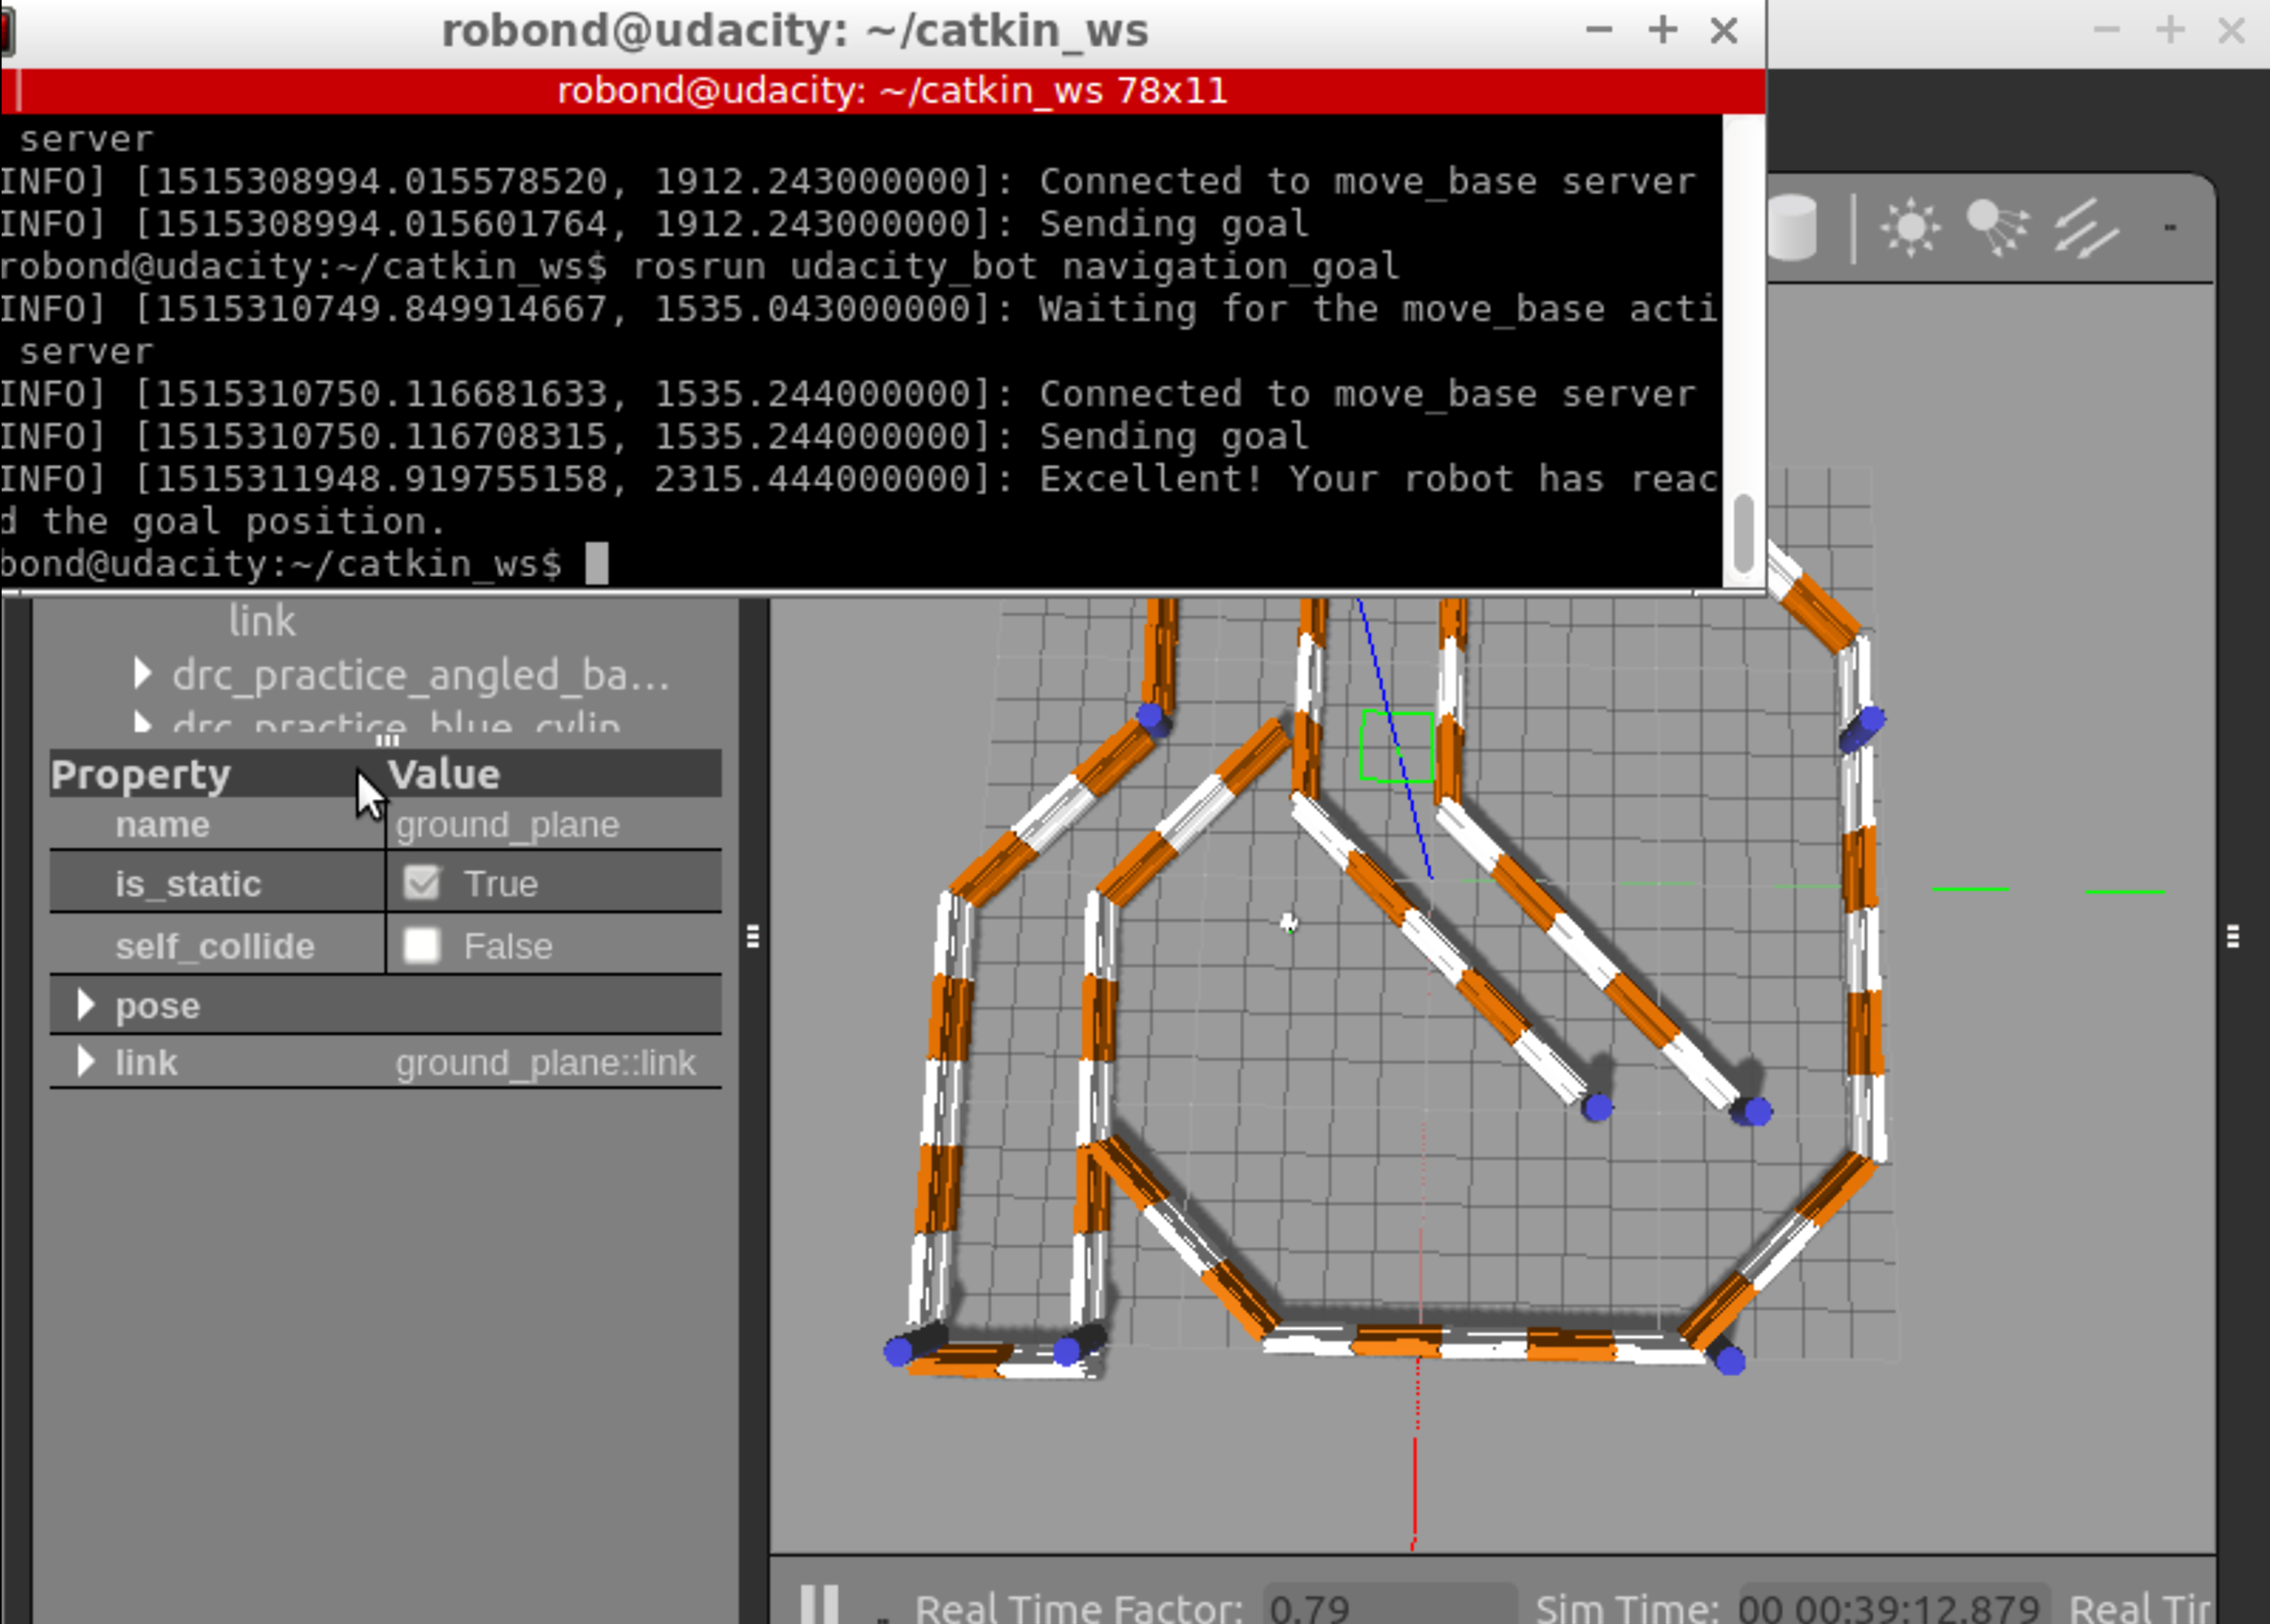 robond@udacity: ~/catkin_ws
robond@udacity: ~/catkin_ws 78x11
server
INFO] [1515308994.015578520, 1912.243000000]: Connected to move_base server
INFO] [1515308994.015601764, 1912.243000000]: Sending goal
robond@udacity:~/catkin_ws$ rosrun udacity_bot navigation_goal
INFO] [1515310749.849914667, 1535.043000000]: Waiting for the move_base acti
server
INFO] [1515310750.116681633, 1535.244000000]: Connected to move_base server
INFO] [1515310750.116708315, 1535.244000000]: Sending goal
INFO] [1515311948.919755158, 2315.444000000]: Excellent! Your robot has reac
d the goal position.
bond@udacity:~/catkin_ws$
link
drc_practice_angled_ba...
drc_practice_blue_cylin
Property Value
name ground_plane
is_static True
self_collide False
pose
link ground_plane::link
Real Time Factor: 0.79 Sim Time: 00 00:39:12.879 Real Tir